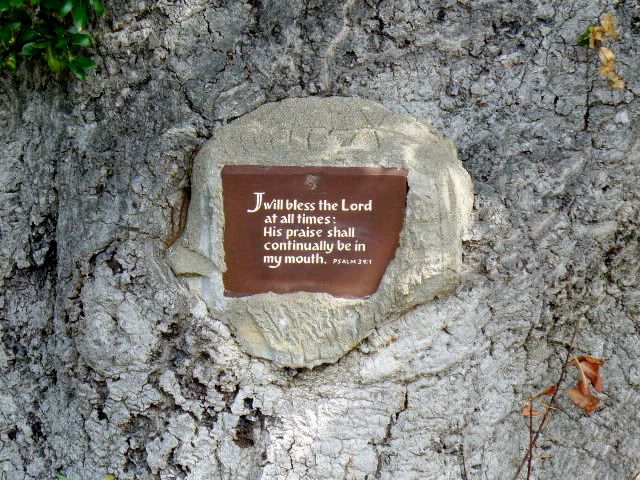 I will bless the Lord
at all times:
His praise shall
continually be in
my mouth. PSALM 34:1